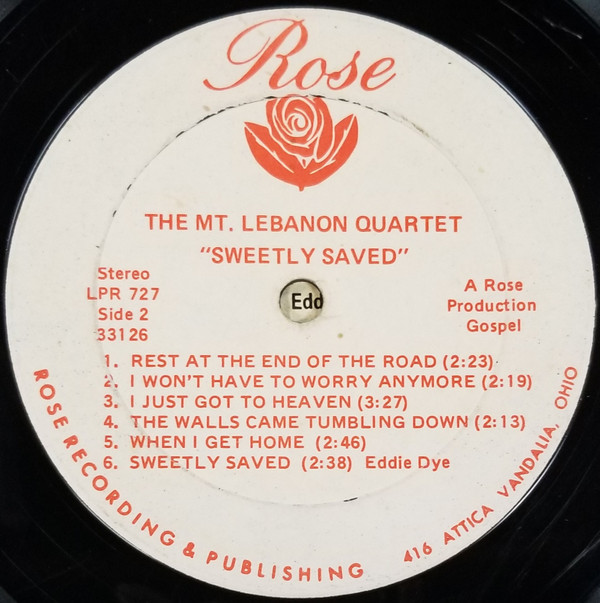 Rose
THE MT. LEBANON QUARTET
"SWEETLY SAVED"
Stereo
LPR 727
Side 2
33126
Edd
A Rose
Production
Gospel
1. REST AT THE END OF THE ROAD (2:23)
2. I WON'T HAVE TO WORRY ANYMORE (2:19)
3. I JUST GOT TO HEAVEN (3:27)
4. THE WALLS CAME TUMBLING DOWN (2:13)
5. WHEN I GET HOME (2:46)
6. SWEETLY SAVED (2:38) Eddie Dye
ROSE RECORDING & PUBLISHING 416 ATTICA VANDALIA, OHIO